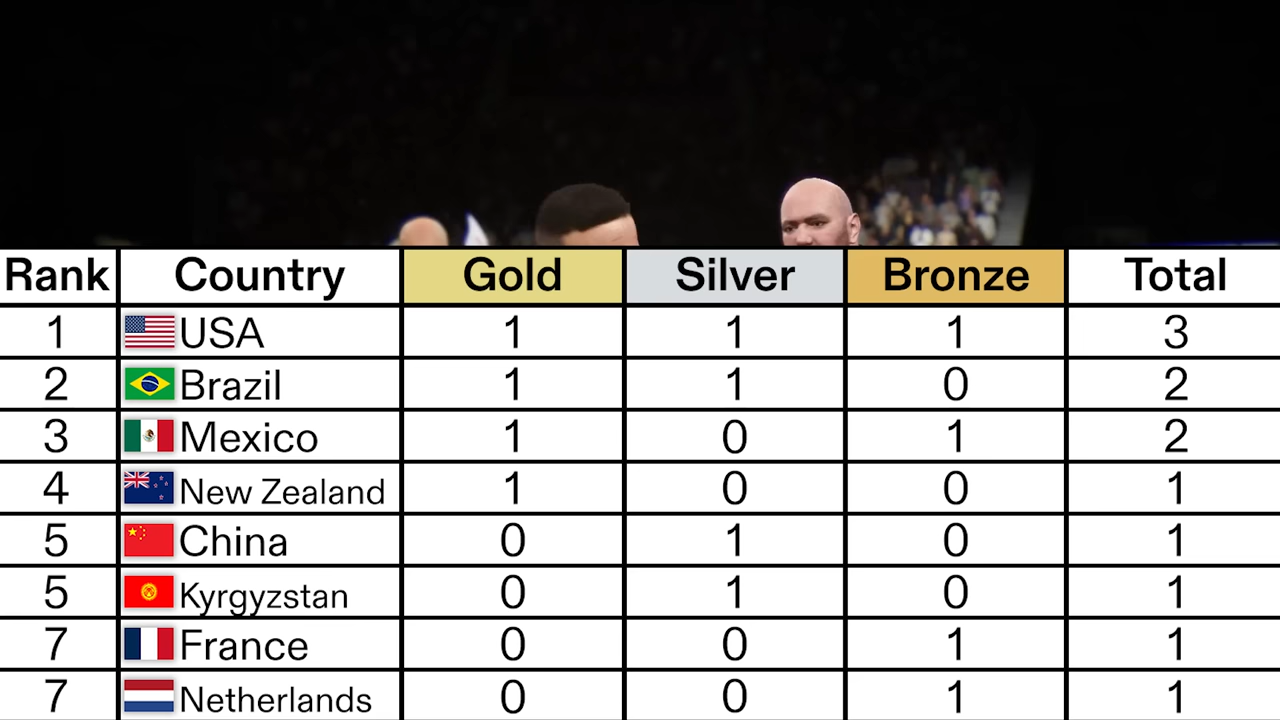 Rank Country Gold Silver Bronze Total
1 USA 1 1 1 3
2 Brazil 1 1 0 2
3 Mexico 1 0 1 2
4 New Zealand 1 0 0 1
5 China 0 1 0 1
5 Kyrgyzstan 0 1 0 1
7 France 0 0 1 1
7 Netherlands 0 0 1 1